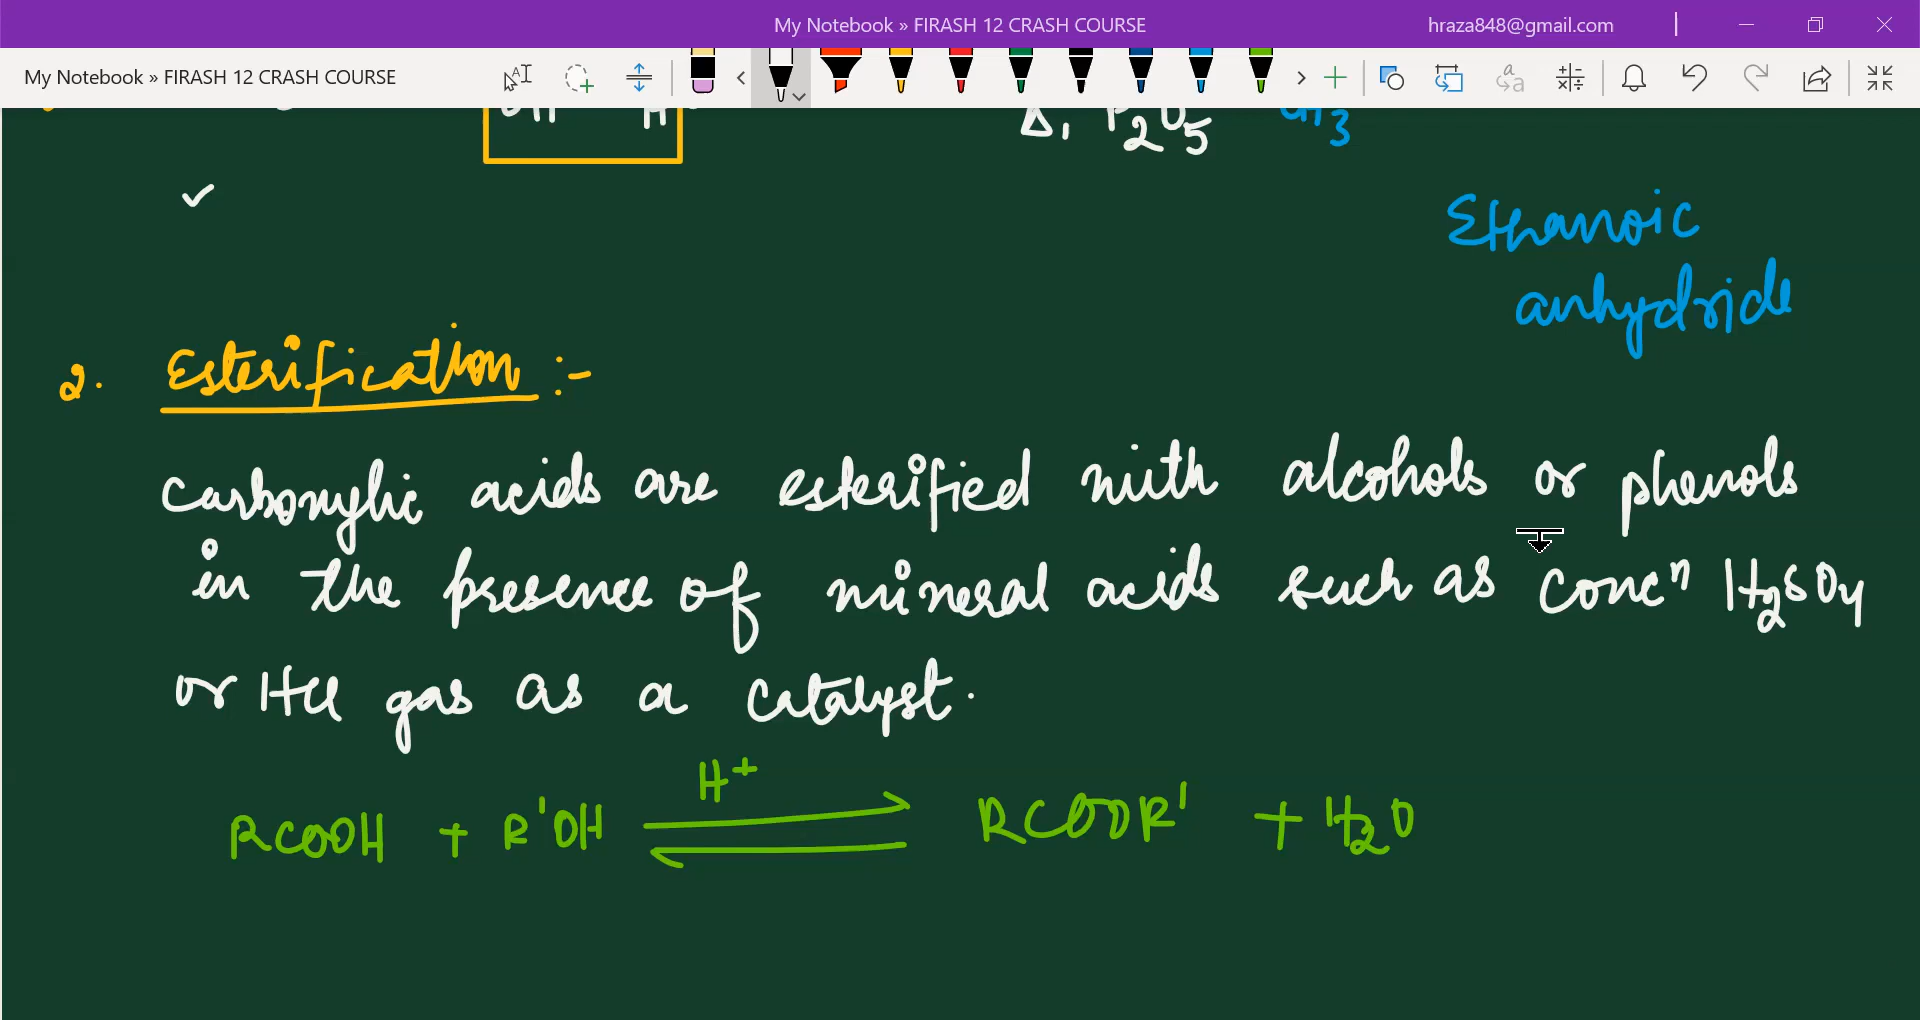 My Notebook » FIRASH 12 CRASH COURSE
hraza848@gmail.com
My Notebook » FIRASH 12 CRASH COURSE
Δ, P2O5
CH3
✓
Ethanoic
anhydride
2. Esterification :-
Carboxylic acids are esterified with alcohols or phenols
in the presence of mineral acids such as concⁿ H2SO4
or HCl gas as a catalyst.
H+
RCOOH + R'OH ⇌ RCOOR' + H2O